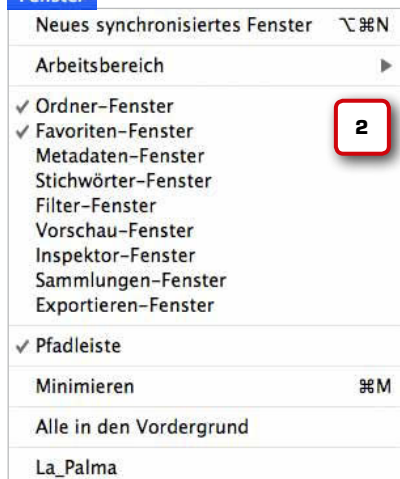 Fenster
Neues synchronisiertes Fenster ⌥⌘N
Arbeitsbereich ▶
✓ Ordner-Fenster
✓ Favoriten-Fenster
2
Metadaten-Fenster
Stichwörter-Fenster
Filter-Fenster
Vorschau-Fenster
Inspektor-Fenster
Sammlungen-Fenster
Exportieren-Fenster
✓ Pfadleiste
Minimieren ⌘M
Alle in den Vordergrund
La_Palma